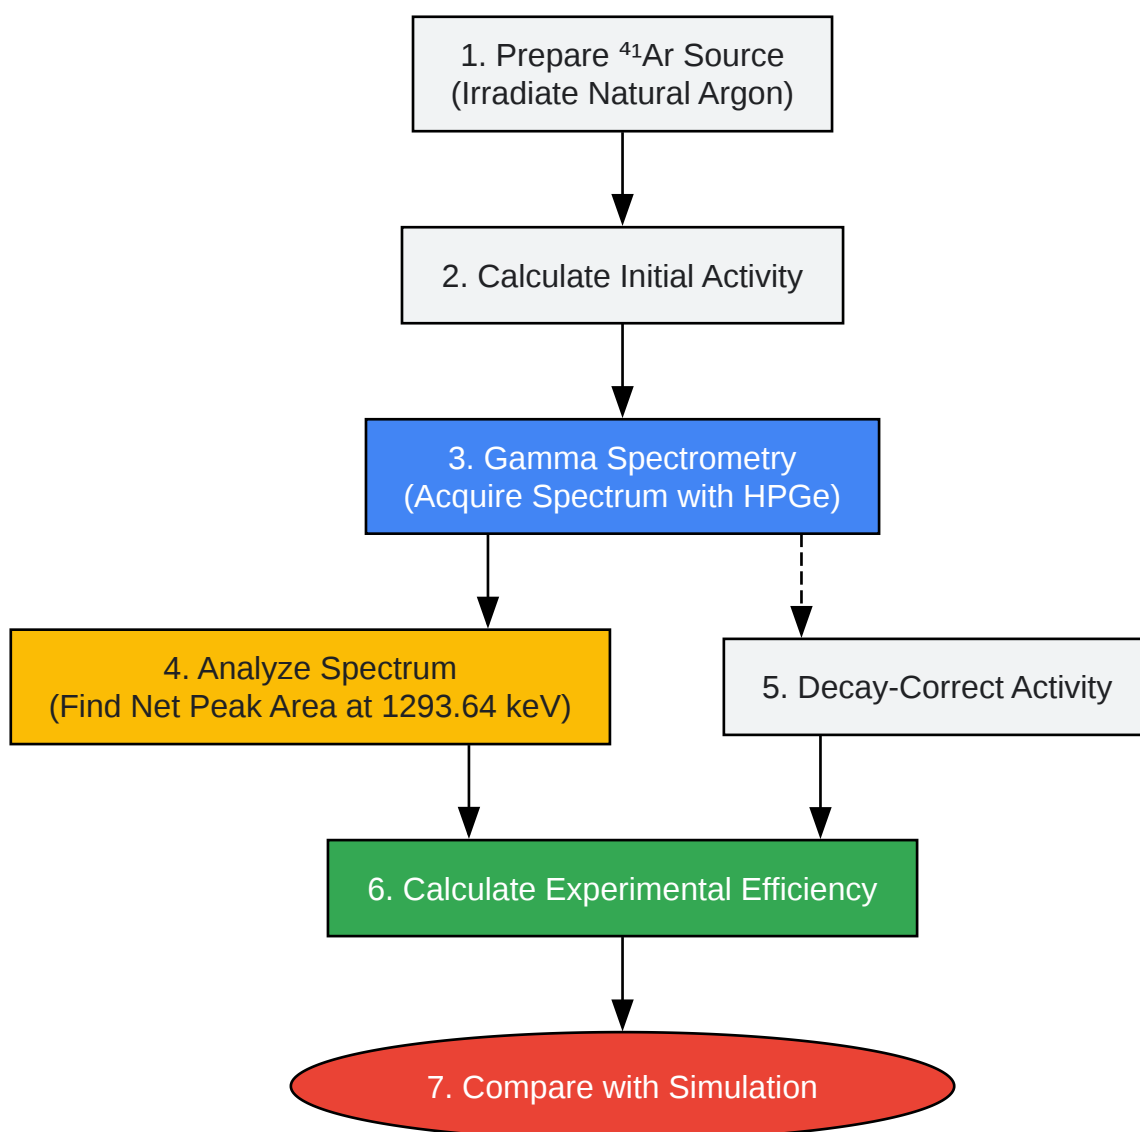 1. Prepare ⁴¹Ar Source
(Irradiate Natural Argon)
2. Calculate Initial Activity
3. Gamma Spectrometry
(Acquire Spectrum with HPGe)
4. Analyze Spectrum
(Find Net Peak Area at 1293.64 keV)
5. Decay-Correct Activity
6. Calculate Experimental Efficiency
7. Compare with Simulation